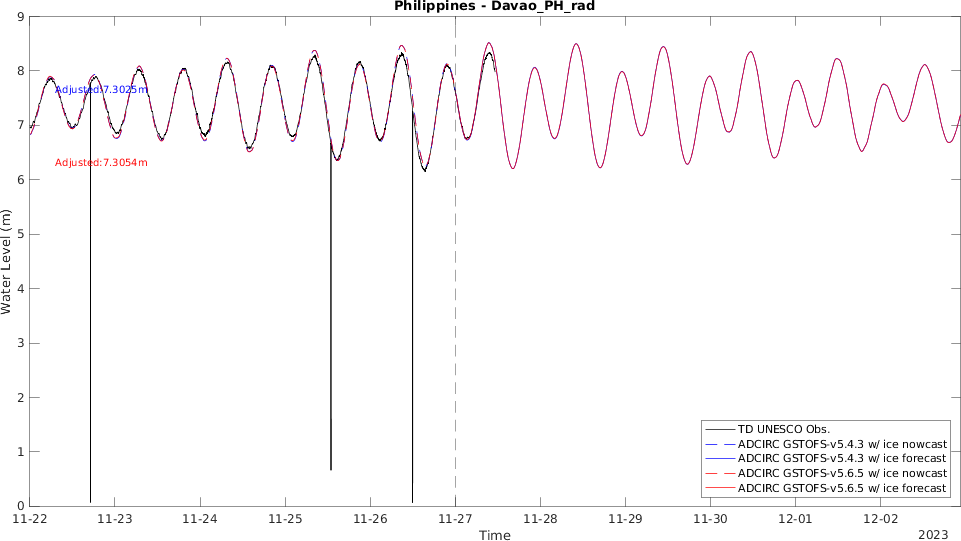 Philippines - Davao_PH_rad
Water Level (m)
9
8
7
6
5
4
3
2
1
0
Adjusted:7.3025m
Adjusted:7.3054m
TD UNESCO Obs.
ADCIRC GSTOFS-v5.4.3 w/ ice nowcast
ADCIRC GSTOFS-v5.4.3 w/ ice forecast
ADCIRC GSTOFS-v5.6.5 w/ ice nowcast
ADCIRC GSTOFS-v5.6.5 w/ ice forecast
11-22 11-23 11-24 11-25 11-26 11-27 11-28 11-29 11-30 12-01 12-02
Time
2023